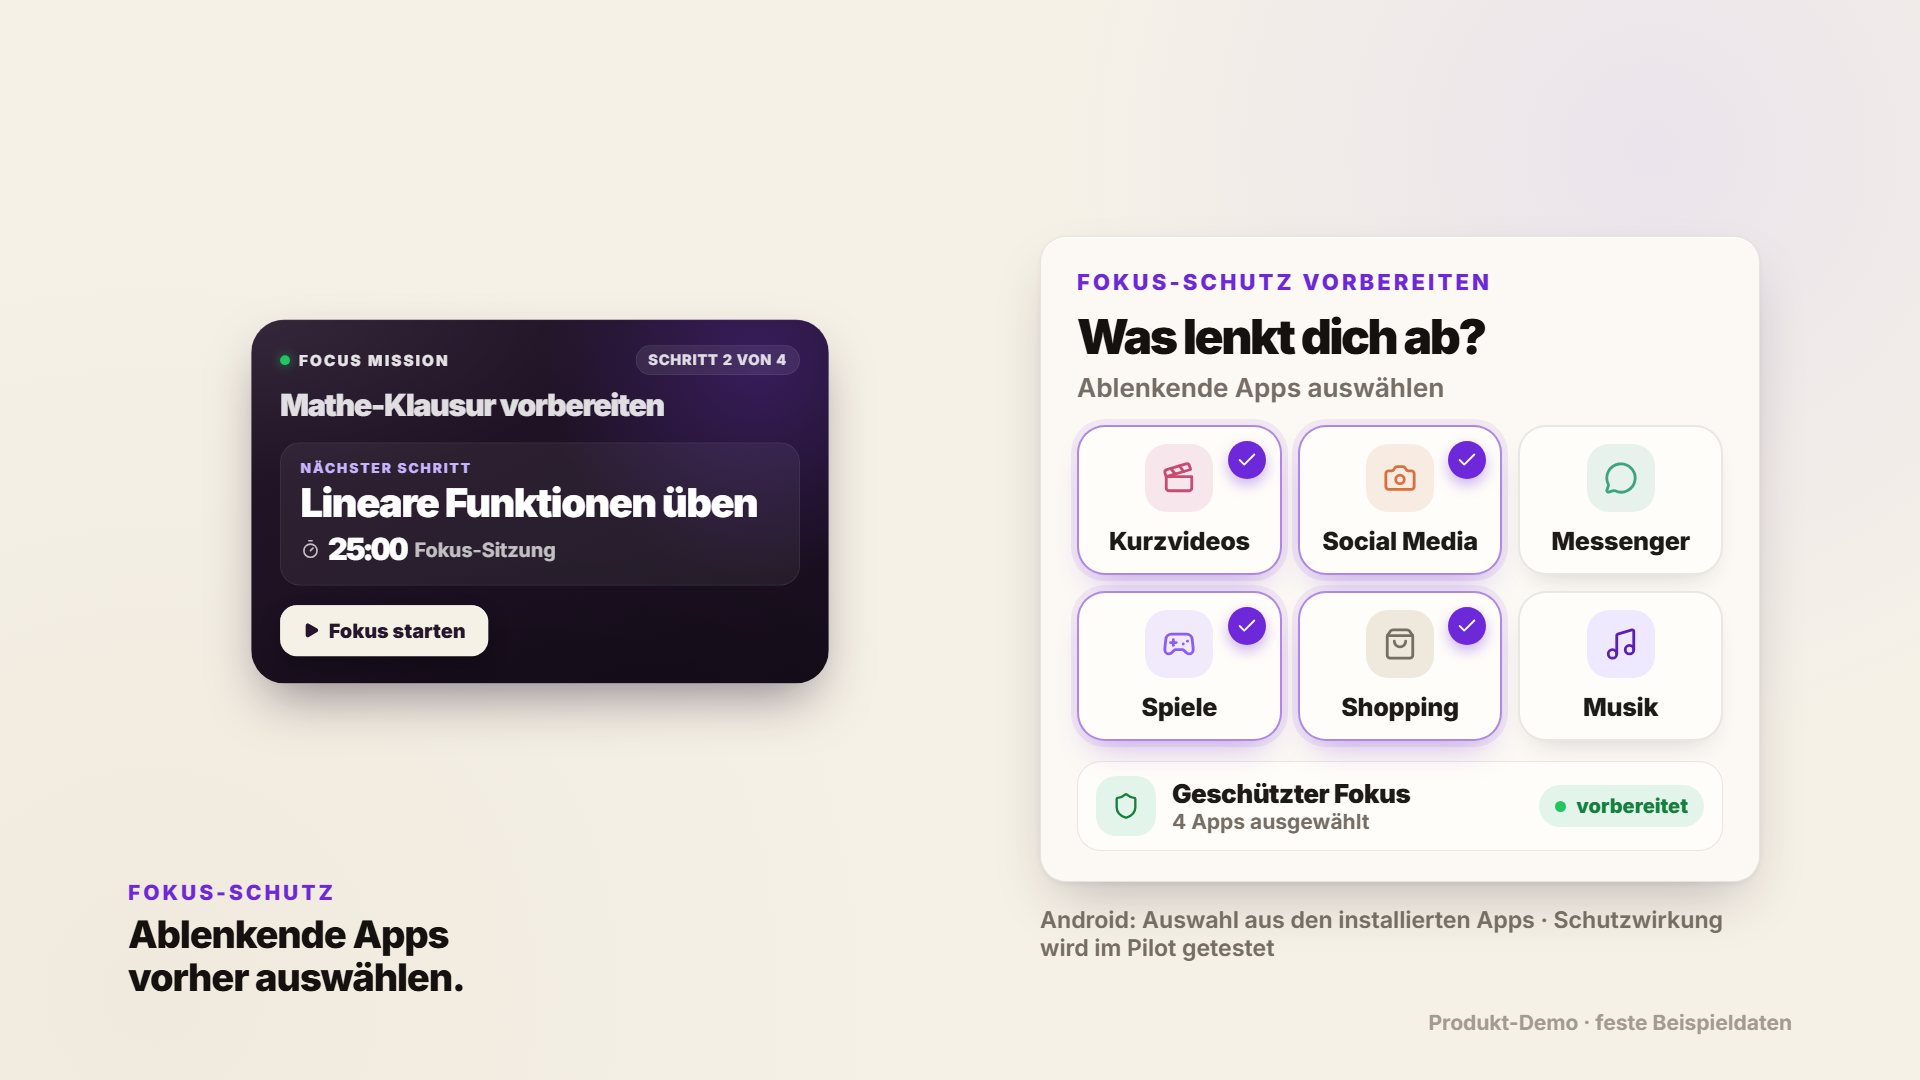 FOCUS MISSION
SCHRITT 2 VON 4
Mathe-Klausur vorbereiten
NÄCHSTER SCHRITT
Lineare Funktionen üben
25:00 Fokus-Sitzung
Fokus starten
FOKUS-SCHUTZ
Ablenkende Apps
vorher auswählen.
FOKUS-SCHUTZ VORBEREITEN
Was lenkt dich ab?
Ablenkende Apps auswählen
Kurzvideos
Social Media
Messenger
Spiele
Shopping
Musik
Geschützter Fokus
4 Apps ausgewählt
vorbereitet
Android: Auswahl aus den installierten Apps · Schutzwirkung
wird im Pilot getestet
Produkt-Demo · feste Beispieldaten